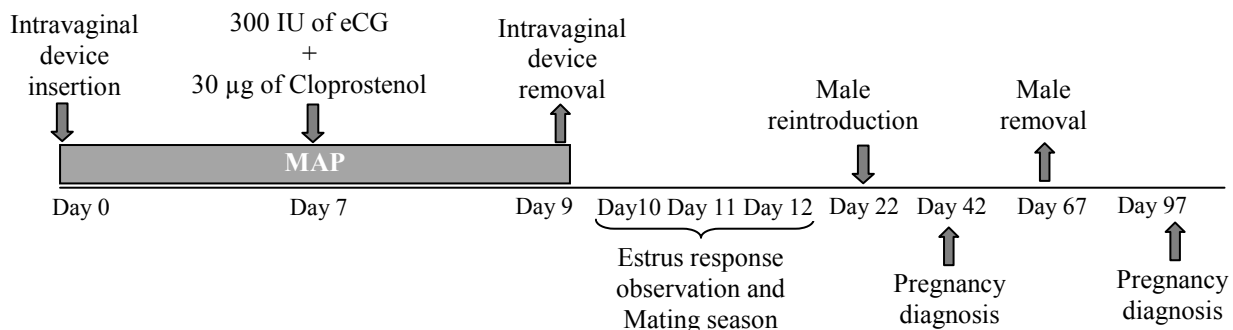 Intravaginal
device
insertion
300 IU of eCG
+
30 µg of Cloprostenol
Intravaginal
device
removal
Male
reintroduction
Male
removal
MAP
Day 0
Day 7
Day 9
Day10 Day 11 Day 12
Day 22
Day 42
Day 67
Day 97
Estrus response
observation and
Mating season
Pregnancy
diagnosis
Pregnancy
diagnosis